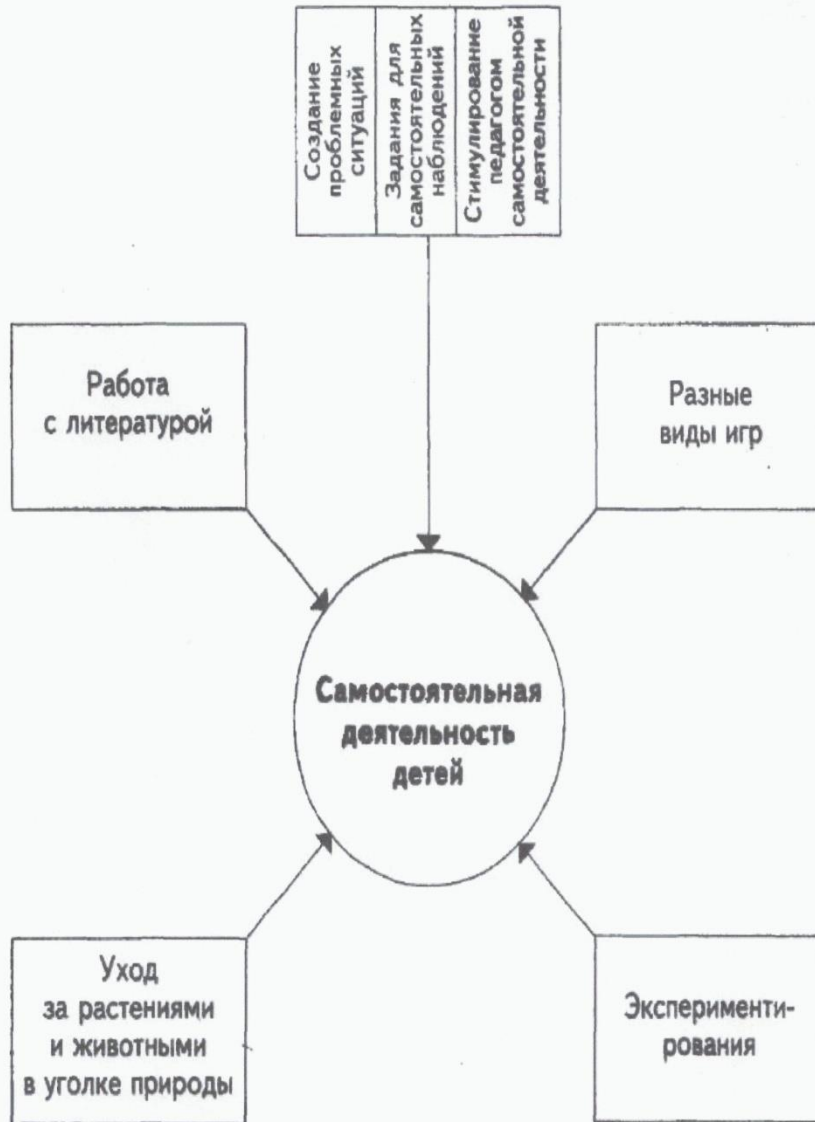 Создание
проблемных
ситуаций
Задания для
самостоятельных
наблюдений
Стимулирование
педагогом
самостоятельной
деятельности
Работа
с литературой
Разные
виды игр
Самостоятельная
деятельность
детей
Уход
за растениями
и животными
в уголке природы
Эксперименти-
рования